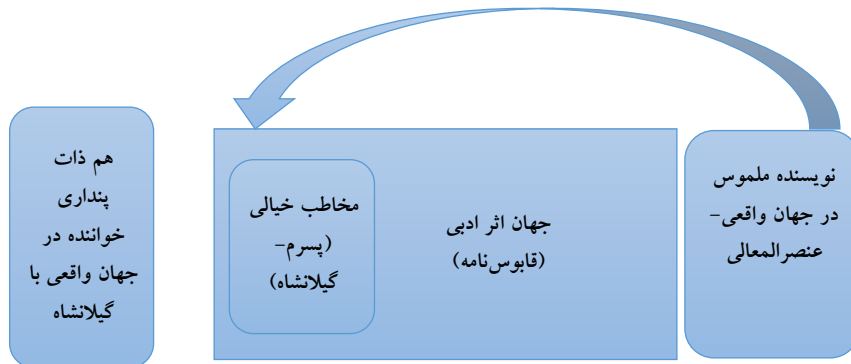 نویسنده ملموس
در جهان واقعی-
عنصرالمعالی
جهان اثر ادبی
(قابوس‌نامه)
مخاطب خیالی
(پسرم-
گیلانشاه)
هم ذات
پنداری
خواننده در
جهان واقعی با
گیلانشاه